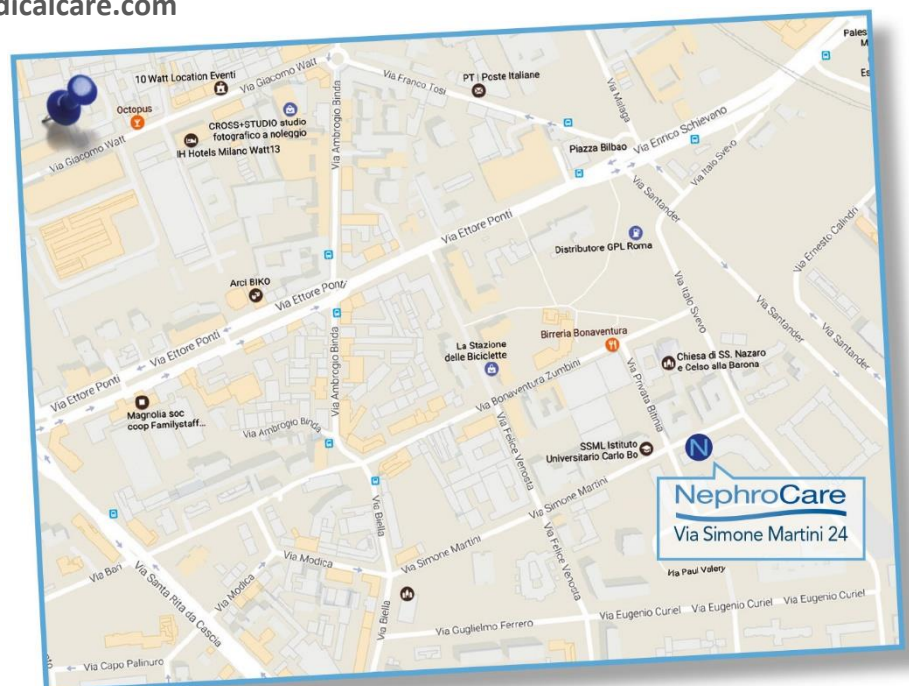 dicalcare.com
Pales
M
Es
10 Watt Location Eventi
Via Giacomo Watt
Via Franco Tosi
PT | Poste Italiane
Via Malaga
Octopus
CROSS+STUDIO studio
fotografico a noleggio
IH Hotels Milano Watt13
Via Giacomo Watt
Via Ambrogio Binda
Piazza Bilbao
Via Enrico Schievano
Via Italo Svevo
Via Santander
Via Ernesto Calindri
Via Ettore Ponti
Distributore GPL Roma
Arci BIKO
Via Ettore Ponti
Via Italo Svevo
Via Ettore Ponti
Via Ettore Ponti
Via Ambrogio Binda
La Stazione
delle Biciclette
Birreria Bonaventura
Chiesa di SS. Nazaro
e Celso alla Barona
Via Santander
Via Santander
Magnolia soc
coop Familystaff...
Via Ambrogio Binda
Via Bonaventura Zumbini
Via Privata Bitinia
SSML Istituto
Universitario Carlo Bo
N
NephroCare
Via Simone Martini 24
Via Felice Venosta
Via Simone Martini
Via Biella
Via Bari
Via Modica
Via Simone Martini
Via Felice Venosta
Via Paul Valery
Via Santa Rita da Cascia
Via Modica
Via Biella
Via Guglielmo Ferrero
Via Eugenio Curiel
Via Eugenio Curiel
Via Eugenio Curiel
Via Capo Palinuro